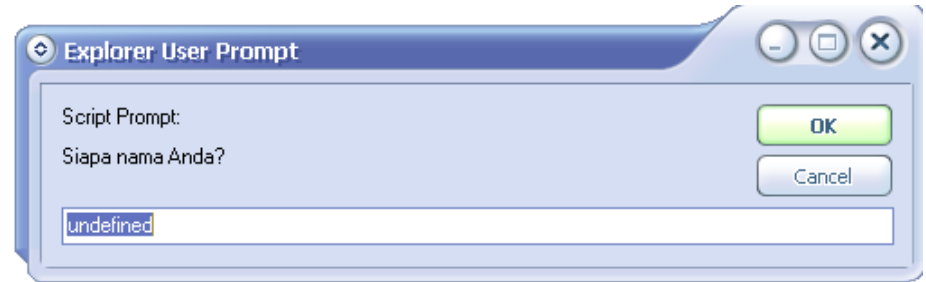 Explorer User Prompt
Script Prompt:
OK
Siapa nama Anda?
Cancel
undefined